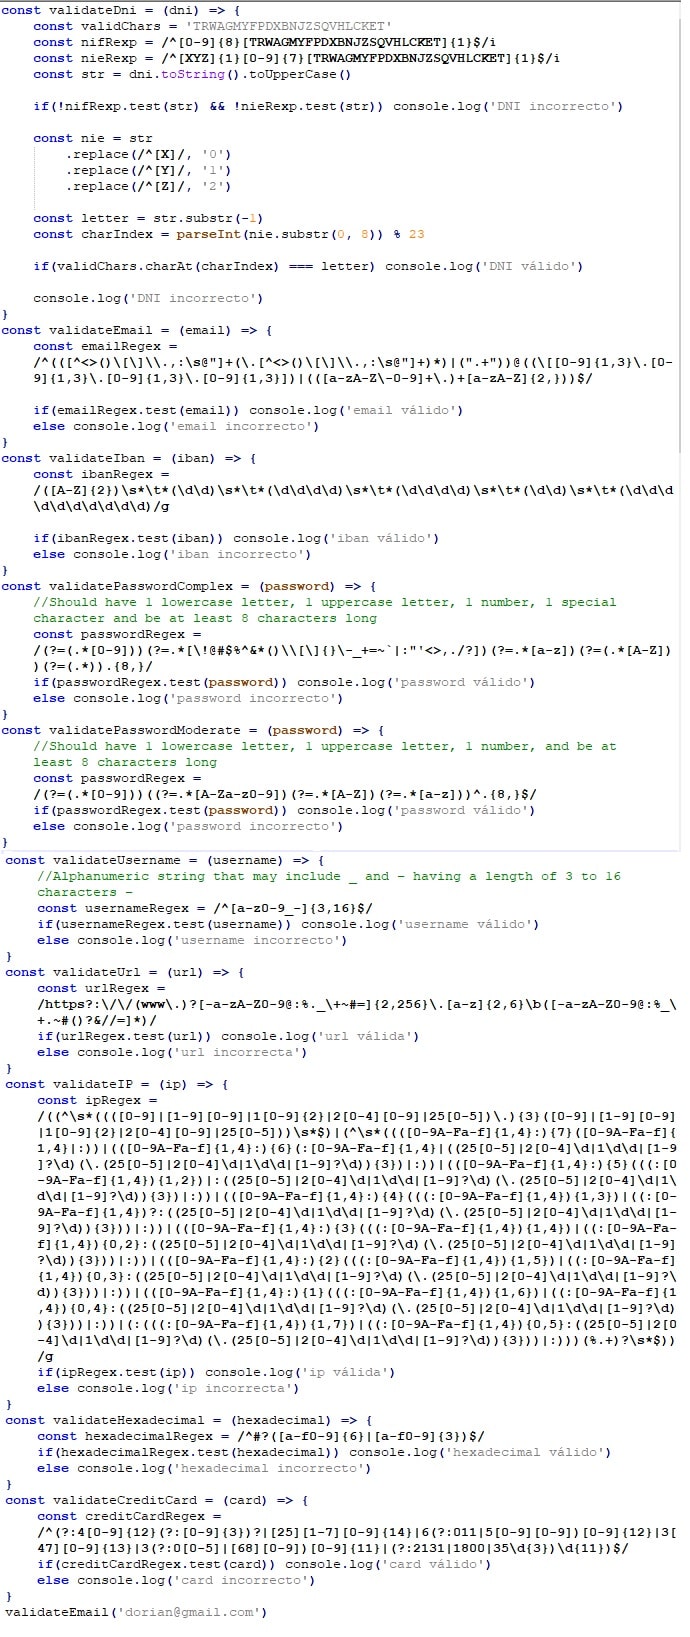 const validateDni = (dni) => {
const validChars = 'TRWAGMYFPDXBNJZSQVHLCKET'
const nifRexp = /^[0-9]{8}[TRWAGMYFPDXBNJZSQVHLCKET]{1}$/i
const nieRexp = /^[XYZ]{1}[0-9]{7}[TRWAGMYFPDXBNJZSQVHLCKET]{1}$/i
const str = dni.toString().toUpperCase()
if(!nifRexp.test(str) && !nieRexp.test(str)) console.log('DNI incorrecto')
const nie = str
.replace(/^[X]/, '0')
.replace(/^[Y]/, '1')
.replace(/^[Z]/, '2')
const letter = str.substr(-1)
const charIndex = parseInt(nie.substr(0, 8)) % 23
if(validChars.charAt(charIndex) === letter) console.log('DNI válido')
console.log('DNI incorrecto')
}
const validateEmail = (email) => {
const emailRegex =
/^(([^<>()\[\]\\.,:\s@"]+(\.[^<>()\[\]\\.,:\s@"]+)*)|(".+"))@((\[[0-9]{1,3}\.[0-
9]{1,3}\.[0-9]{1,3}\.[0-9]{1,3}])|(([a-zA-Z\-0-9]+\.)+[a-zA-Z]{2,}))$/
if(emailRegex.test(email)) console.log('email válido')
else console.log('email incorrecto')
}
const validateIban = (iban) => {
const ibanRegex =
/([A-Z]{2})\s*\t*(\d\d)\s*\t*(\d\d\d\d)\s*\t*(\d\d\d\d)\s*\t*(\d\d)\s*\t*(\d\d\d
\d\d\d\d\d\d\d)/g
if(ibanRegex.test(iban)) console.log('iban válido')
else console.log('iban incorrecto')
}
const validatePasswordComplex = (password) => {
//Should have 1 lowercase letter, 1 uppercase letter, 1 number, 1 special
character and be at least 8 characters long
const passwordRegex =
/(?=(.*[0-9]))(?=.*[\!@#$%^&*()\\[\]{}\-_+=~`|:"'<>,./?])(?=.*[a-z])(?=(.*[A-Z])
)(?=(.*)).{8,}/
if(passwordRegex.test(password)) console.log('password válido')
else console.log('password incorrecto')
}
const validatePasswordModerate = (password) => {
//Should have 1 lowercase letter, 1 uppercase letter, 1 number, and be at
least 8 characters long
const passwordRegex =
/(?=(.*[0-9]))((?=.*[A-Za-z0-9])(?=.*[A-Z])(?=.*[a-z]))^.{8,}$/
if(passwordRegex.test(password)) console.log('password válido')
else console.log('password incorrecto')
}
const validateUsername = (username) => {
//Alphanumeric string that may include _ and - having a length of 3 to 16
characters -
const usernameRegex = /^[a-z0-9_-]{3,16}$/
if(usernameRegex.test(username)) console.log('username válido')
else console.log('username incorrecto')
}
const validateUrl = (url) => {
const urlRegex =
/https?:\/\/(www\.)?[-a-zA-Z0-9@:%._\+~#=]{2,256}\.[a-z]{2,6}\b([-a-zA-Z0-9@:%_\
+.~#()?&//=]*)/
if(urlRegex.test(url)) console.log('url válida')
else console.log('url incorrecta')
}
const validateIP = (ip) => {
const ipRegex =
/((^\s*((([0-9]|[1-9][0-9]|1[0-9]{2}|2[0-4][0-9]|25[0-5])\.){3}([0-9]|[1-9][0-9]
|1[0-9]{2}|2[0-4][0-9]|25[0-5]))\s*$)|(^\s*((([0-9A-Fa-f]{1,4}:){7}([0-9A-Fa-f]{
1,4}|:))|(([0-9A-Fa-f]{1,4}:){6}(:[0-9A-Fa-f]{1,4}|((25[0-5]|2[0-4]\d|1\d\d|[1-9
]?\d)(\.(25[0-5]|2[0-4]\d|1\d\d|[1-9]?\d)){3})|:))|(([0-9A-Fa-f]{1,4}:){5}(((:[0
-9A-Fa-f]{1,4}){1,2})|:((25[0-5]|2[0-4]\d|1\d\d|[1-9]?\d)(\.(25[0-5]|2[0-4]\d|1\
d\d|[1-9]?\d)){3})|:))|(([0-9A-Fa-f]{1,4}:){4}(((:[0-9A-Fa-f]{1,4}){1,3})|((:[0-
9A-Fa-f]{1,4})?:((25[0-5]|2[0-4]\d|1\d\d|[1-9]?\d)(\.(25[0-5]|2[0-4]\d|1\d\d|[1-
9]?\d)){3}))|:))|(([0-9A-Fa-f]{1,4}:){3}(((:[0-9A-Fa-f]{1,4}){1,4})|((:[0-9A-Fa-
f]{1,4}){0,2}:((25[0-5]|2[0-4]\d|1\d\d|[1-9]?\d)(\.(25[0-5]|2[0-4]\d|1\d\d|[1-9]
?\d)){3}))|:))|(([0-9A-Fa-f]{1,4}:){2}(((:[0-9A-Fa-f]{1,4}){1,5})|((:[0-9A-Fa-f]
{1,4}){0,3}:((25[0-5]|2[0-4]\d|1\d\d|[1-9]?\d)(\.(25[0-5]|2[0-4]\d|1\d\d|[1-9]?\
d)){3}))|:))|(([0-9A-Fa-f]{1,4}:){1}(((:[0-9A-Fa-f]{1,4}){1,6})|((:[0-9A-Fa-f]{1
,4}){0,4}:((25[0-5]|2[0-4]\d|1\d\d|[1-9]?\d)(\.(25[0-5]|2[0-4]\d|1\d\d|[1-9]?\d)
){3}))|:))|(:(((:[0-9A-Fa-f]{1,4}){1,7})|((:[0-9A-Fa-f]{1,4}){0,5}:((25[0-5]|2[0
-4]\d|1\d\d|[1-9]?\d)(\.(25[0-5]|2[0-4]\d|1\d\d|[1-9]?\d)){3}))|:)))(%.+)?\s*$))
/g
if(ipRegex.test(ip)) console.log('ip válida')
else console.log('ip incorrecta')
}
const validateHexadecimal = (hexadecimal) => {
const hexadecimalRegex = /^#?([a-f0-9]{6}|[a-f0-9]{3})$/
if(hexadecimalRegex.test(hexadecimal)) console.log('hexadecimal válido')
else console.log('hexadecimal incorrecto')
}
const validateCreditCard = (card) => {
const creditCardRegex =
/^(?:4[0-9]{12}(?:[0-9]{3})?|[25][1-7][0-9]{14}|6(?:011|5[0-9][0-9])[0-9]{12}|3[
47][0-9]{13}|3(?:0[0-5]|[68][0-9])[0-9]{11}|(?:2131|1800|35\d{3})\d{11})$/
if(creditCardRegex.test(card)) console.log('card válido')
else console.log('card incorrecto')
}
validateEmail('dorian@gmail.com')